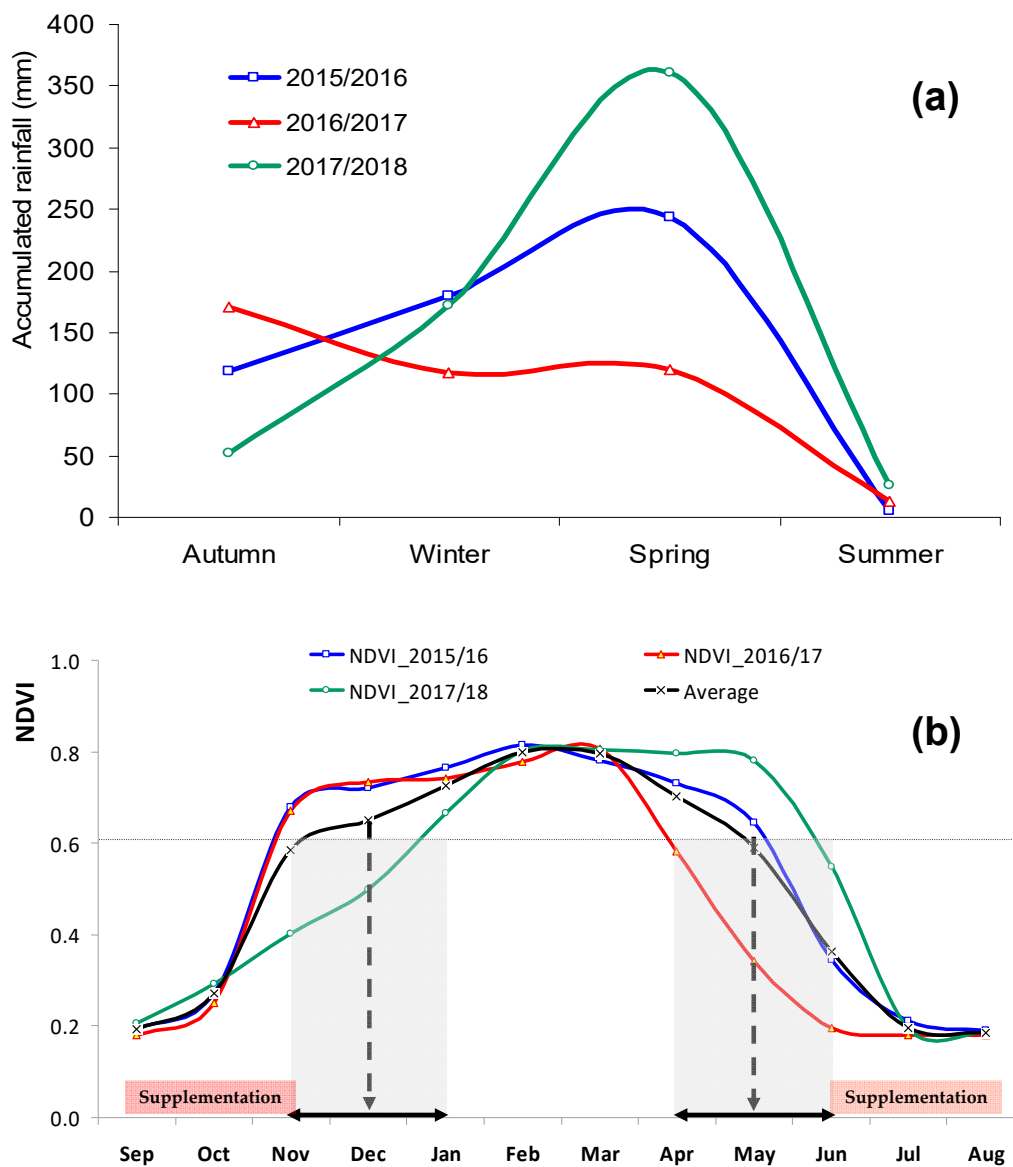 400
350
300
250
200
150
100
50
0
Accumulated rainfall (mm)
2015/2016
2016/2017
2017/2018
(a)
Autumn Winter Spring Summer
NDVI_2015/16 NDVI_2016/17
NDVI_2017/18 Average
1.0
0.8
0.6
0.4
0.2
0.0
NDVI
(b)
Supplementation Supplementation
Sep Oct Nov Dec Jan Feb Mar Apr May Jun Jul Aug